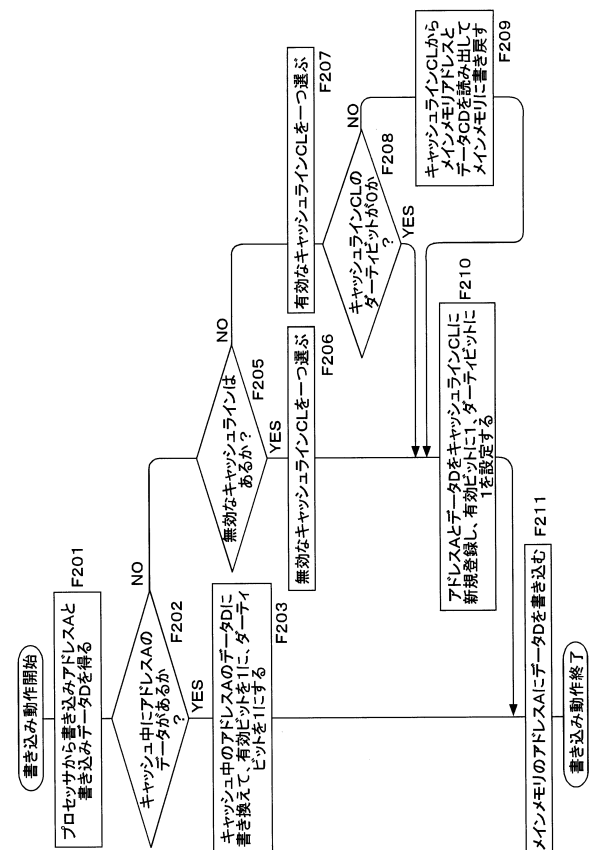 書き込み動作開始
F201
プロセッサから書き込みアドレスAと
書き込みデータDを得る
F202
キャッシュ中にアドレスAの
データがあるか
?
NO
YES
F203
キャッシュ中のアドレスAのデータDに
書き換えて、有効ビットを1に、ダーティ
ビットを1にする
F205
無効なキャッシュラインは
あるか?
NO
YES
F206
無効なキャッシュラインCLを一つ選ぶ
F207
有効なキャッシュラインCLを一つ選ぶ
F208
キャッシュラインCLの
ダーティビットが0か
?
NO
YES
F209
キャッシュラインCLから
メインメモリアドレスと
データCDを読み出して
メインメモリに書き戻す
F210
アドレスAとデータDをキャッシュラインCLに
新規登録し、有効ビットに1、ダーティビットに
1を設定する
F211
メインメモリのアドレスAにデータDを書き込む
書き込み動作終了